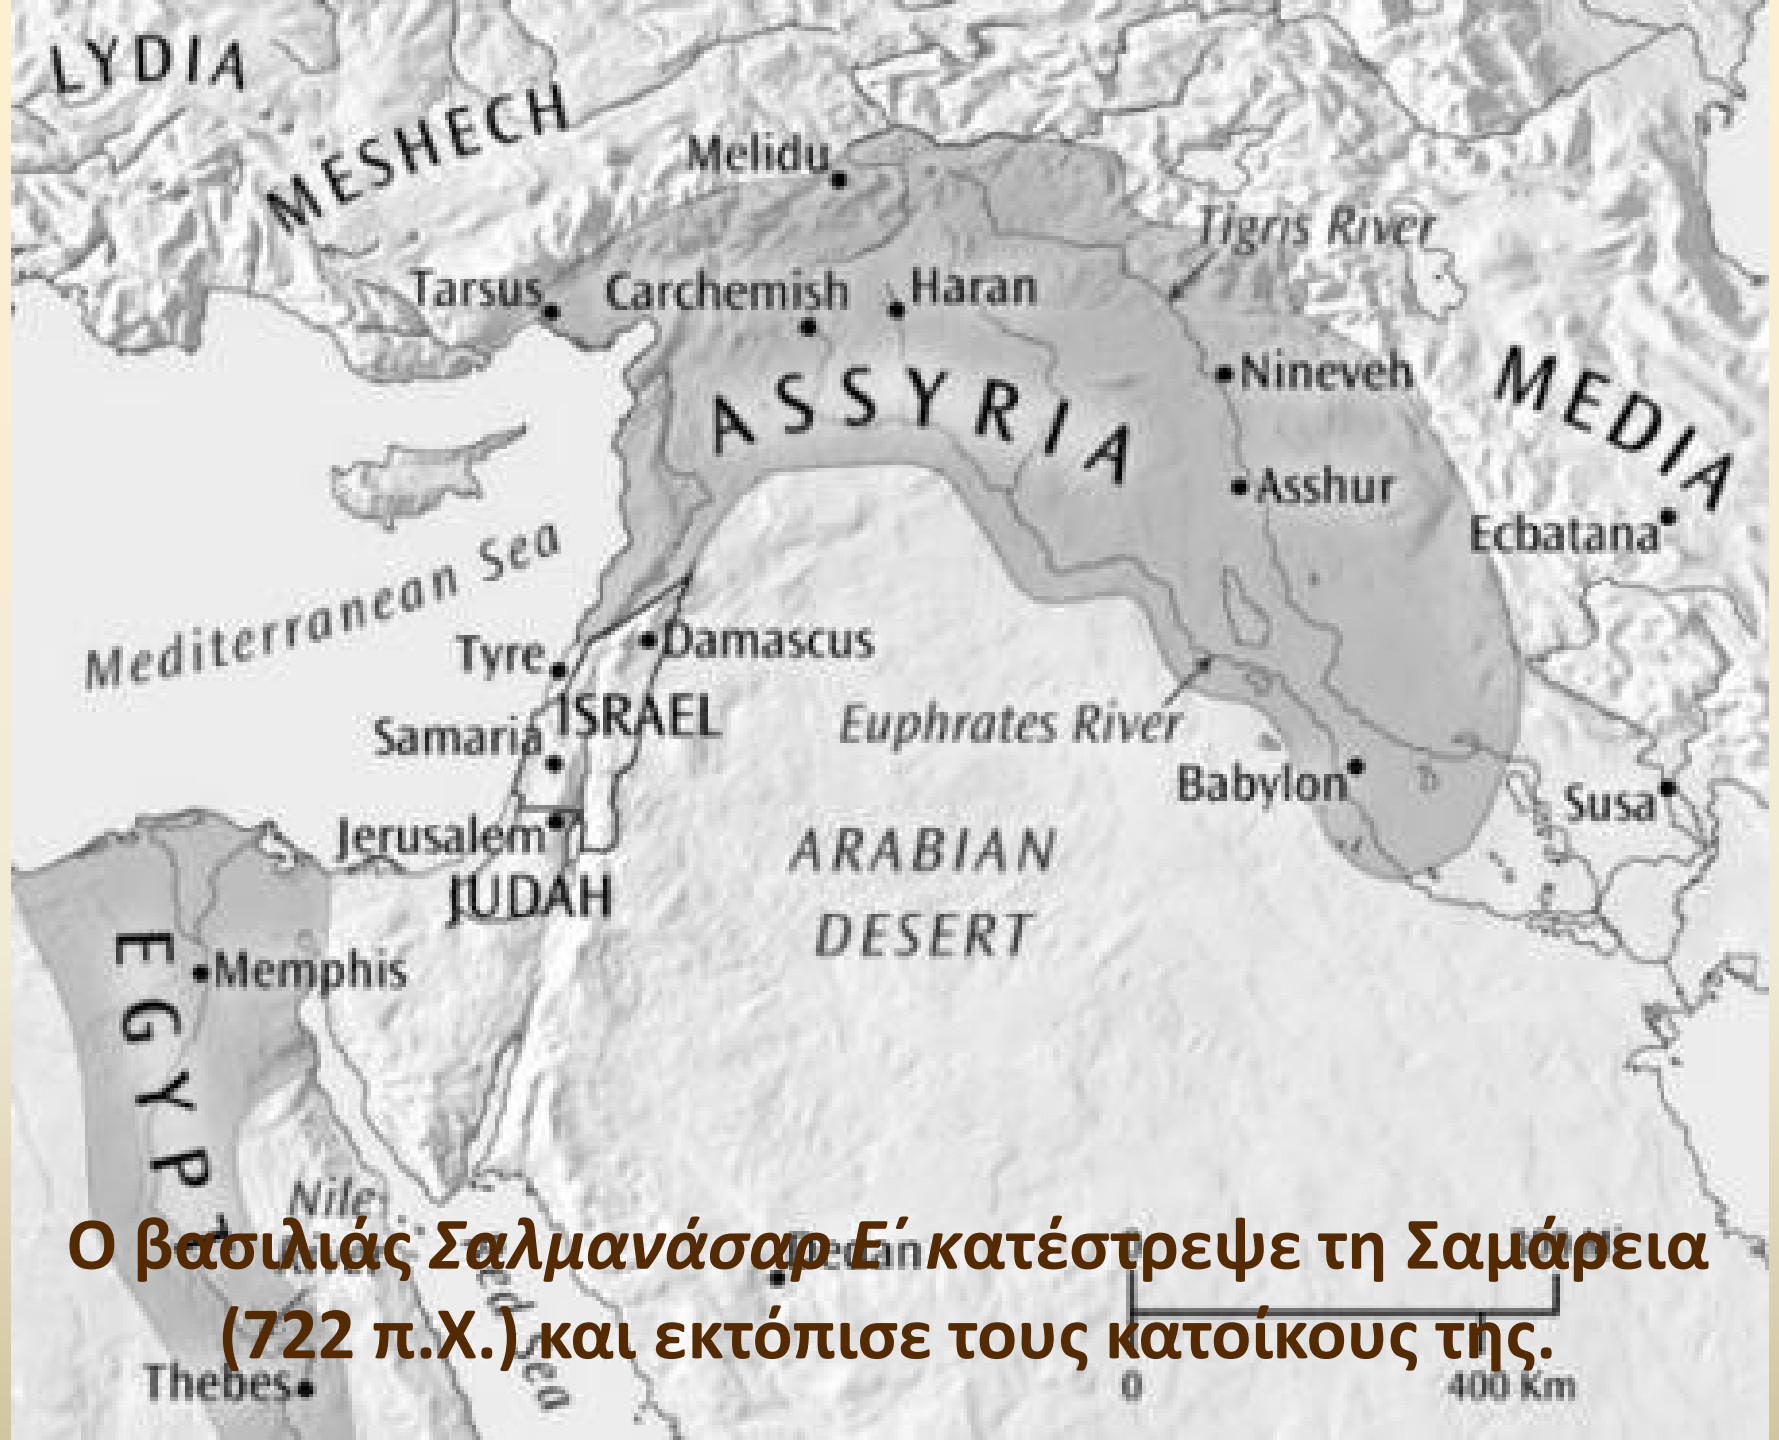 LYDIA
MESHECH
Melidu
Tigris River
Tarsus
Carchemish
Haran
Nineveh
MEDIA
ASSYRIA
Asshur
Ecbatana
Mediterranean Sea
Tyre
Damascus
ISRAEL
Samaria
Euphrates River
Babylon
Susa
Jerusalem
JUDAH
ARABIAN
DESERT
EGYPT
Memphis
Nile
Ο βασιλιάς Σαλμανάσαρ Ε΄ κατέστρεψε τη Σαμάρεια
(722 π.Χ.) και εκτόπισε τους κατοίκους της.
Sea
Thebes
0
400 Km